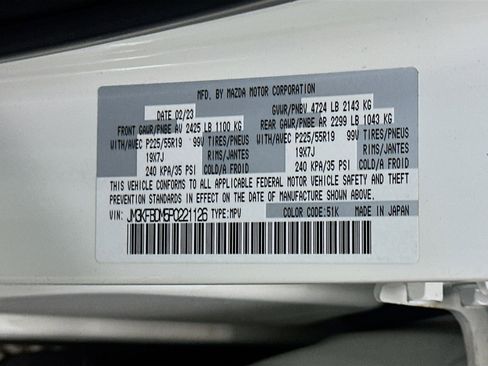 MFD. BY MAZDA MOTOR CORPORATION
DATE 02/23 GVWR/PNBV 4724 LB 2143 KG
FRONT GAWR/PNBE AV 2425 LB 1100 KG REAR GAWR/PNBE AR 2299 LB 1043 KG
WITH/AVEC P225/55R19 99V TIRES/PNEUS WITH/AVEC P225/55R19 99V TIRES/PNEUS
19X7J RIMS/JANTES 19X7J RIMS/JANTES
240 KPA/35 PSI COLD/A FROID 240 KPA/35 PSI COLD/A FROID
THIS VEHICLE CONFORMS TO ALL APPLICABLE FEDERAL MOTOR VEHICLE SAFETY AND THEFT
PREVENTION STANDARDS IN EFFECT ON THE DATE OF MANUFACTURE SHOWN ABOVE.
VIN: JM3KFBDM5P0221126 TYPE:MPV COLOR CODE:51K MADE IN JAPAN